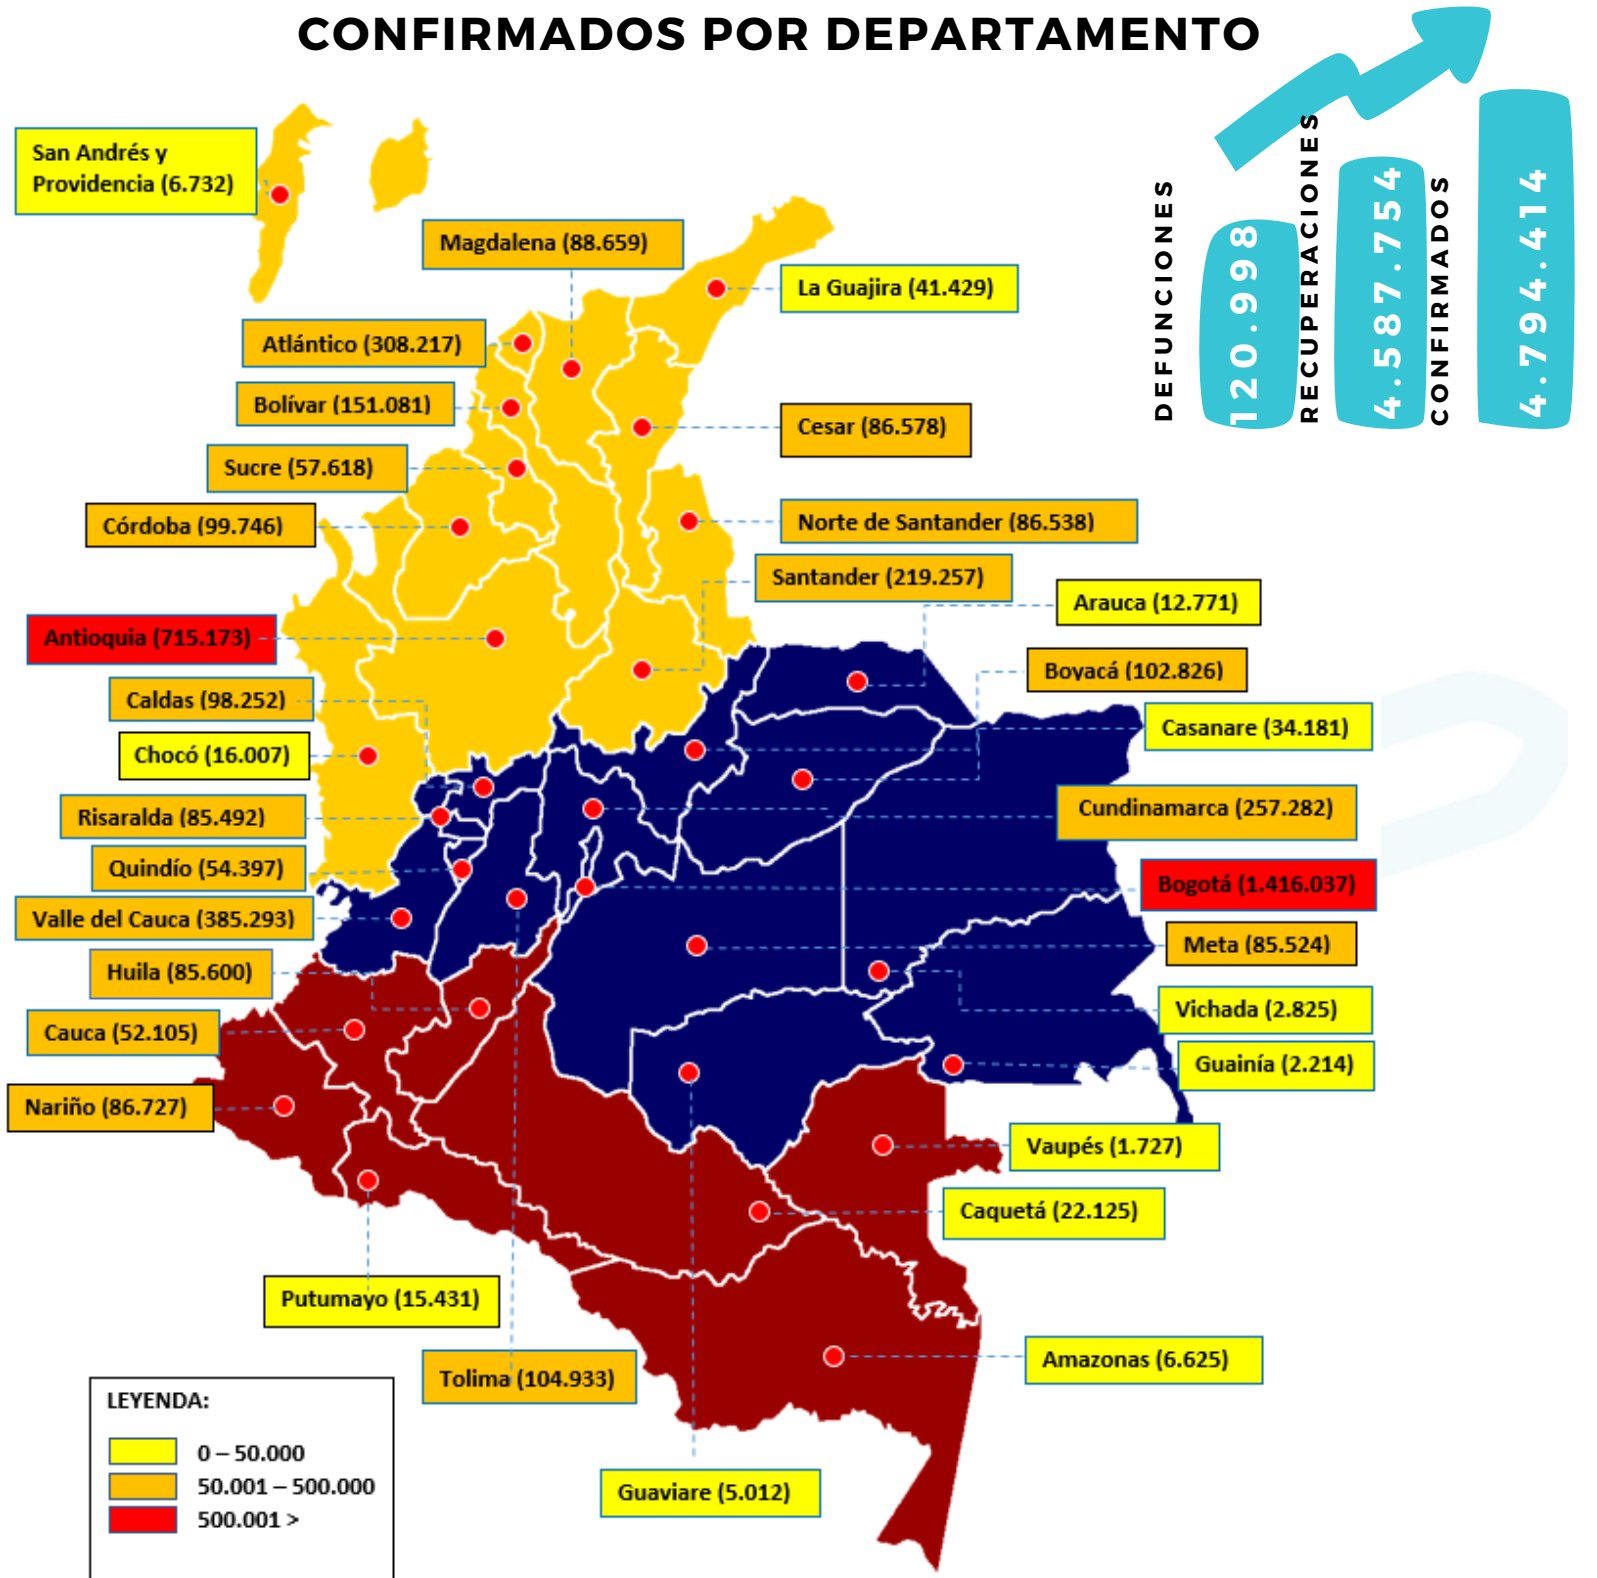 CONFIRMADOS POR DEPARTAMENTO
San Andrés y
Providencia (6.732)
Magdalena (88.659)
La Guajira (41.429)
Atlántico (308.217)
Bolívar (151.081)
Cesar (86.578)
Sucre (57.618)
Córdoba (99.746)
Norte de Santander (86.538)
Santander (219.257)
Arauca (12.771)
Antioquia (715.173)
Boyacá (102.826)
Caldas (98.252)
Casanare (34.181)
Chocó (16.007)
Risaralda (85.492)
Cundinamarca (257.282)
Quindío (54.397)
Bogotá (1.416.037)
Valle del Cauca (385.293)
Meta (85.524)
Huila (85.600)
Vichada (2.825)
Cauca (52.105)
Guainía (2.214)
Nariño (86.727)
Vaupés (1.727)
Caquetá (22.125)
Putumayo (15.431)
Amazonas (6.625)
Tolima (104.933)
Guaviare (5.012)
LEYENDA:
0 – 50.000
50.001 – 500.000
500.001 >
DEFUNCIONES
120.998
RECUPERACIONES
4.587.754
CONFIRMADOS
4.794.414